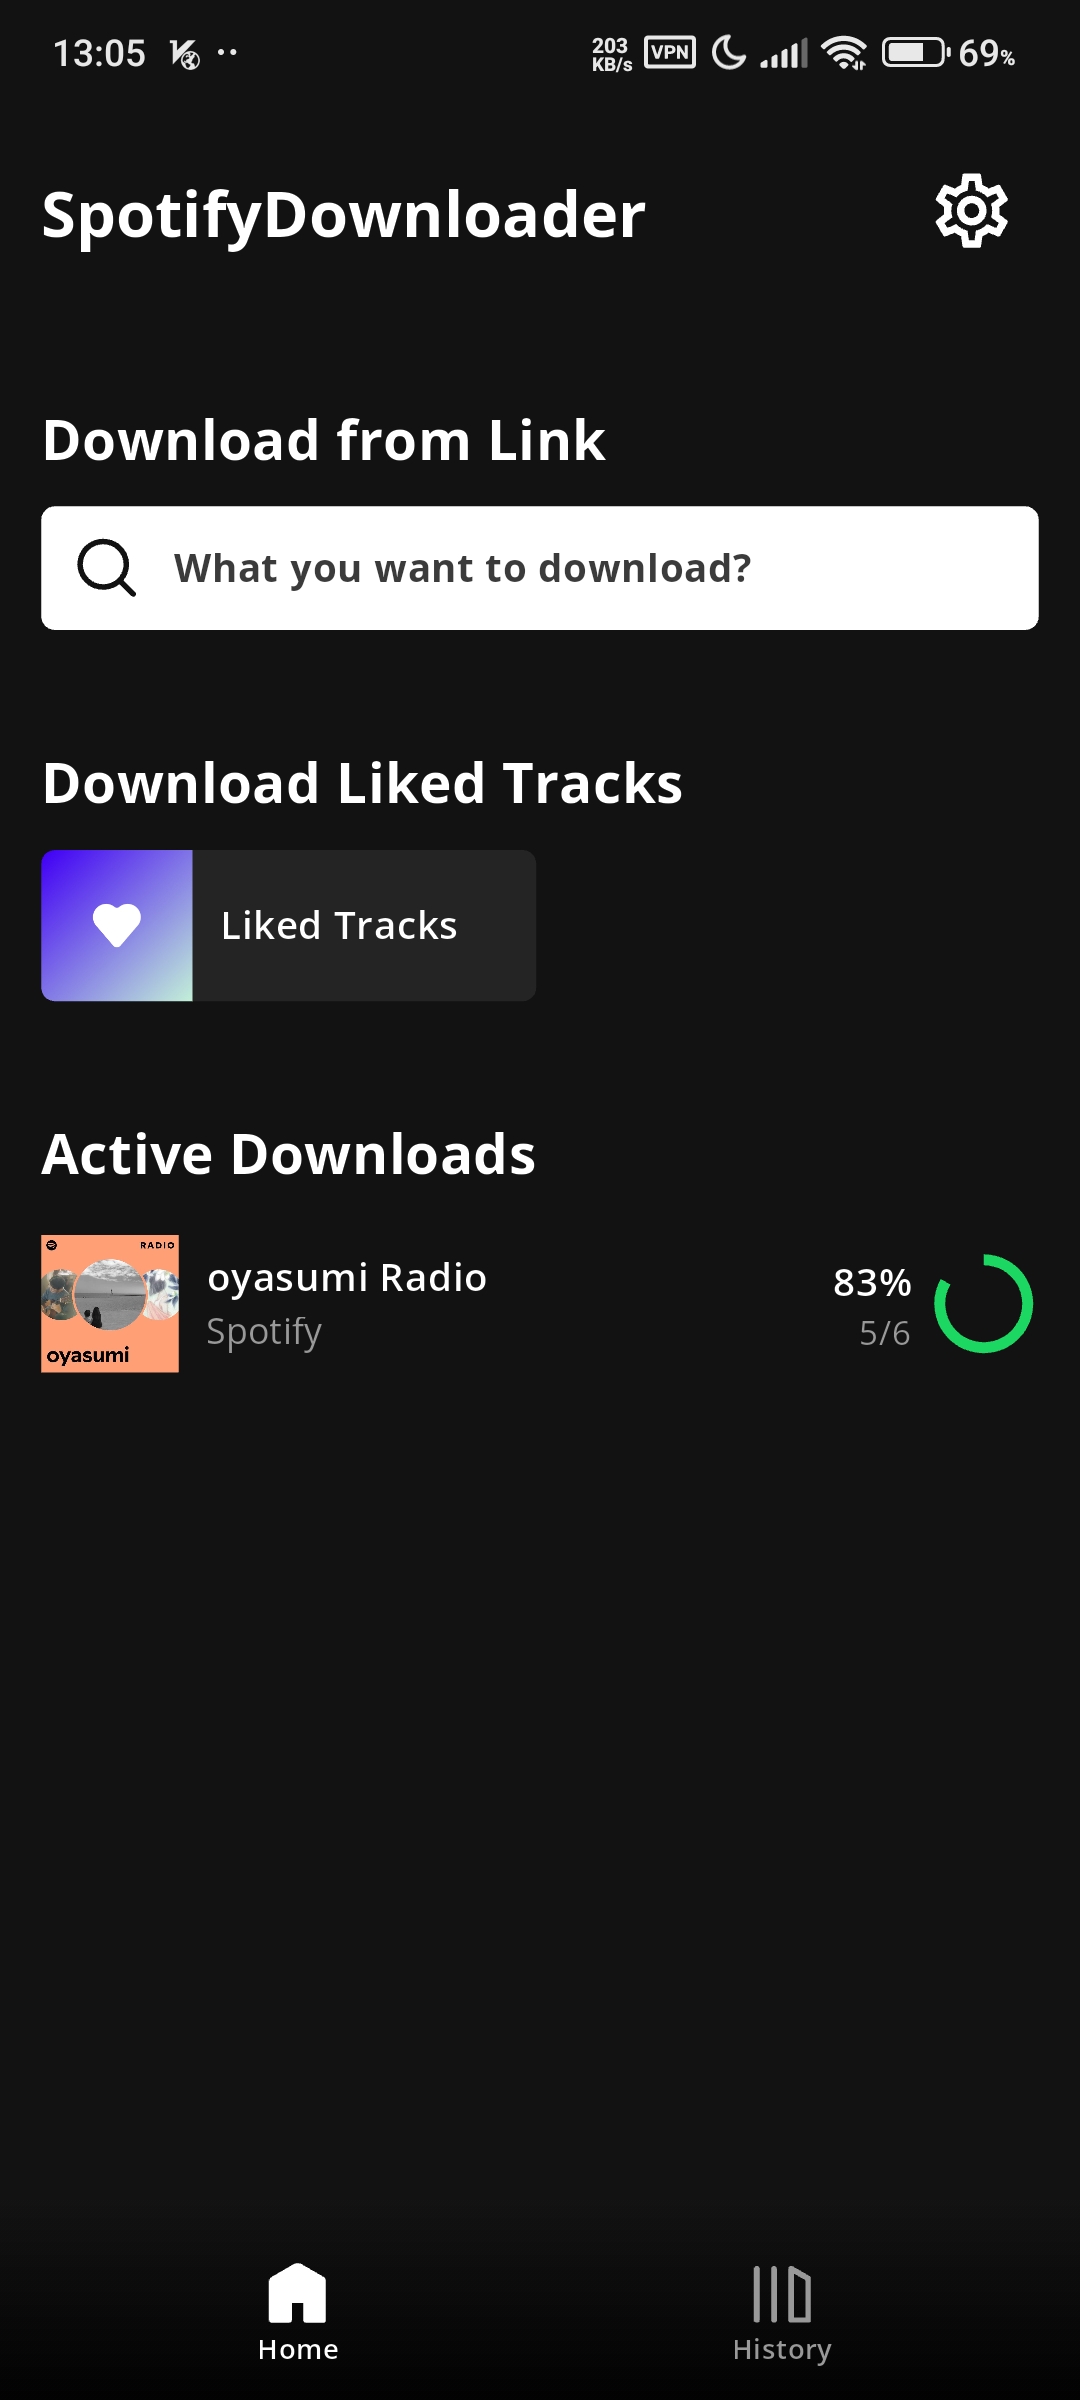 13:05
203
KB/s
VPN
69%
SpotifyDownloader
Download from Link
What you want to download?
Download Liked Tracks
Liked Tracks
Active Downloads
RADIO
oyasumi
oyasumi Radio
Spotify
83%
5/6
Home
History